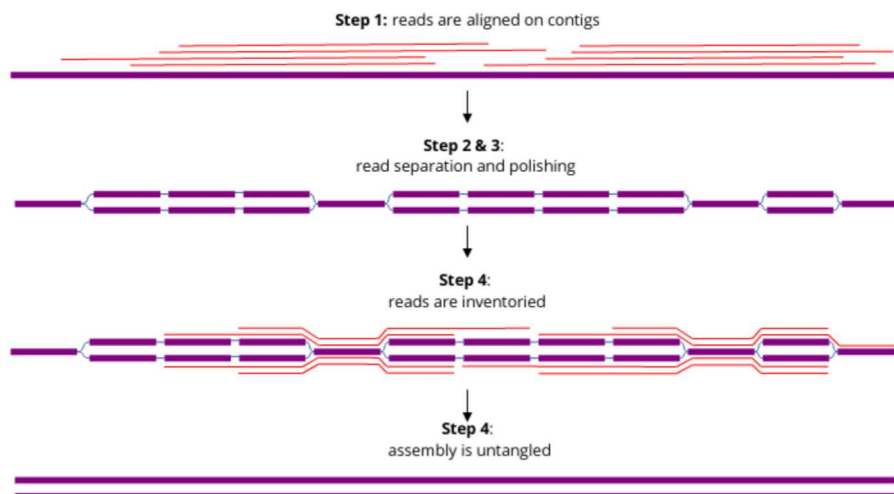 Step 1: reads are aligned on contigs
Step 2 & 3:
read separation and polishing
Step 4:
reads are inventoried
Step 4:
assembly is untangled